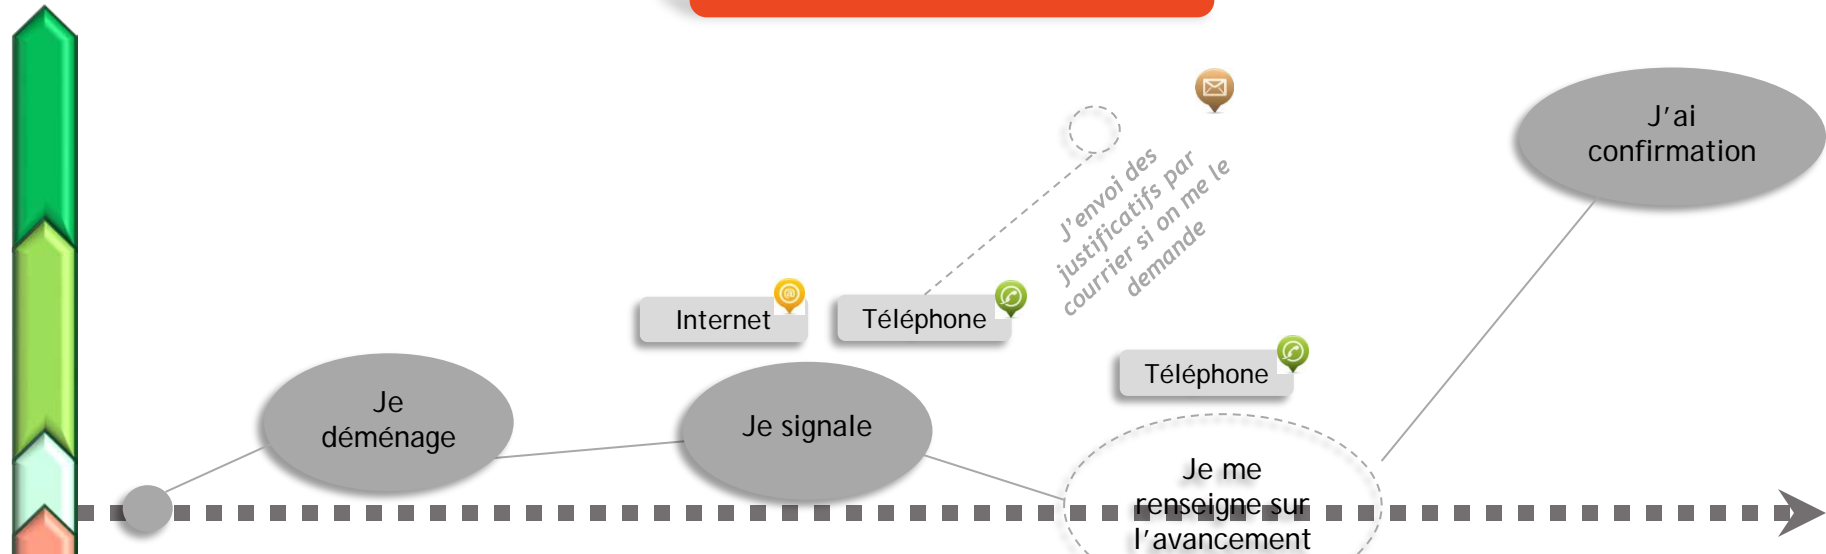 J'ai
confirmation
J'envoi des
justificatifs par
courrier si on me le
demande
Internet
Téléphone
Téléphone
Je
déménage
Je signale
Je me
renseigne sur
l'avancement